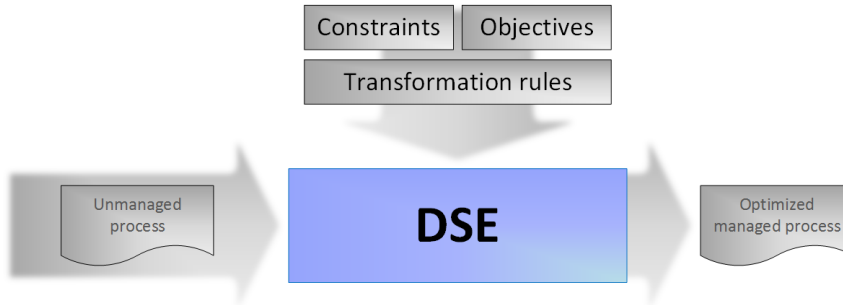 Constraints
Objectives
Transformation rules
Unmanaged
process
DSE
Optimized
managed process